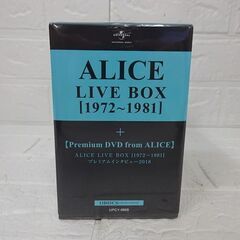 UNIVERSAL
ALICE
LIVE BOX
[1972~1981]
+
【Premium DVD from ALICE】
ALICE LIVE BOX [1972~1981]
プレミアムインタビュー2018